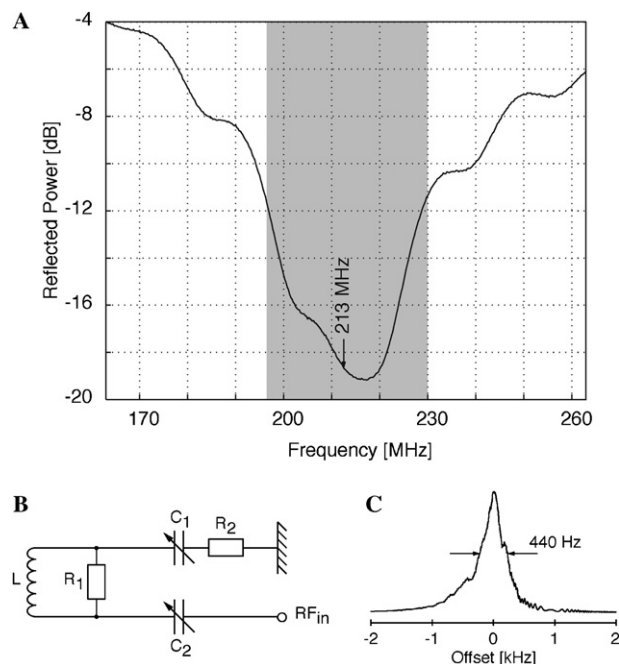 A
-4
-8
-12
-16
-20
Reflected Power [dB]
213 MHz
170
200
230
260
Frequency [MHz]
B
C1
R2
L
R1
C2
RFin
C
440 Hz
-2
-1
0
1
2
Offset [kHz]